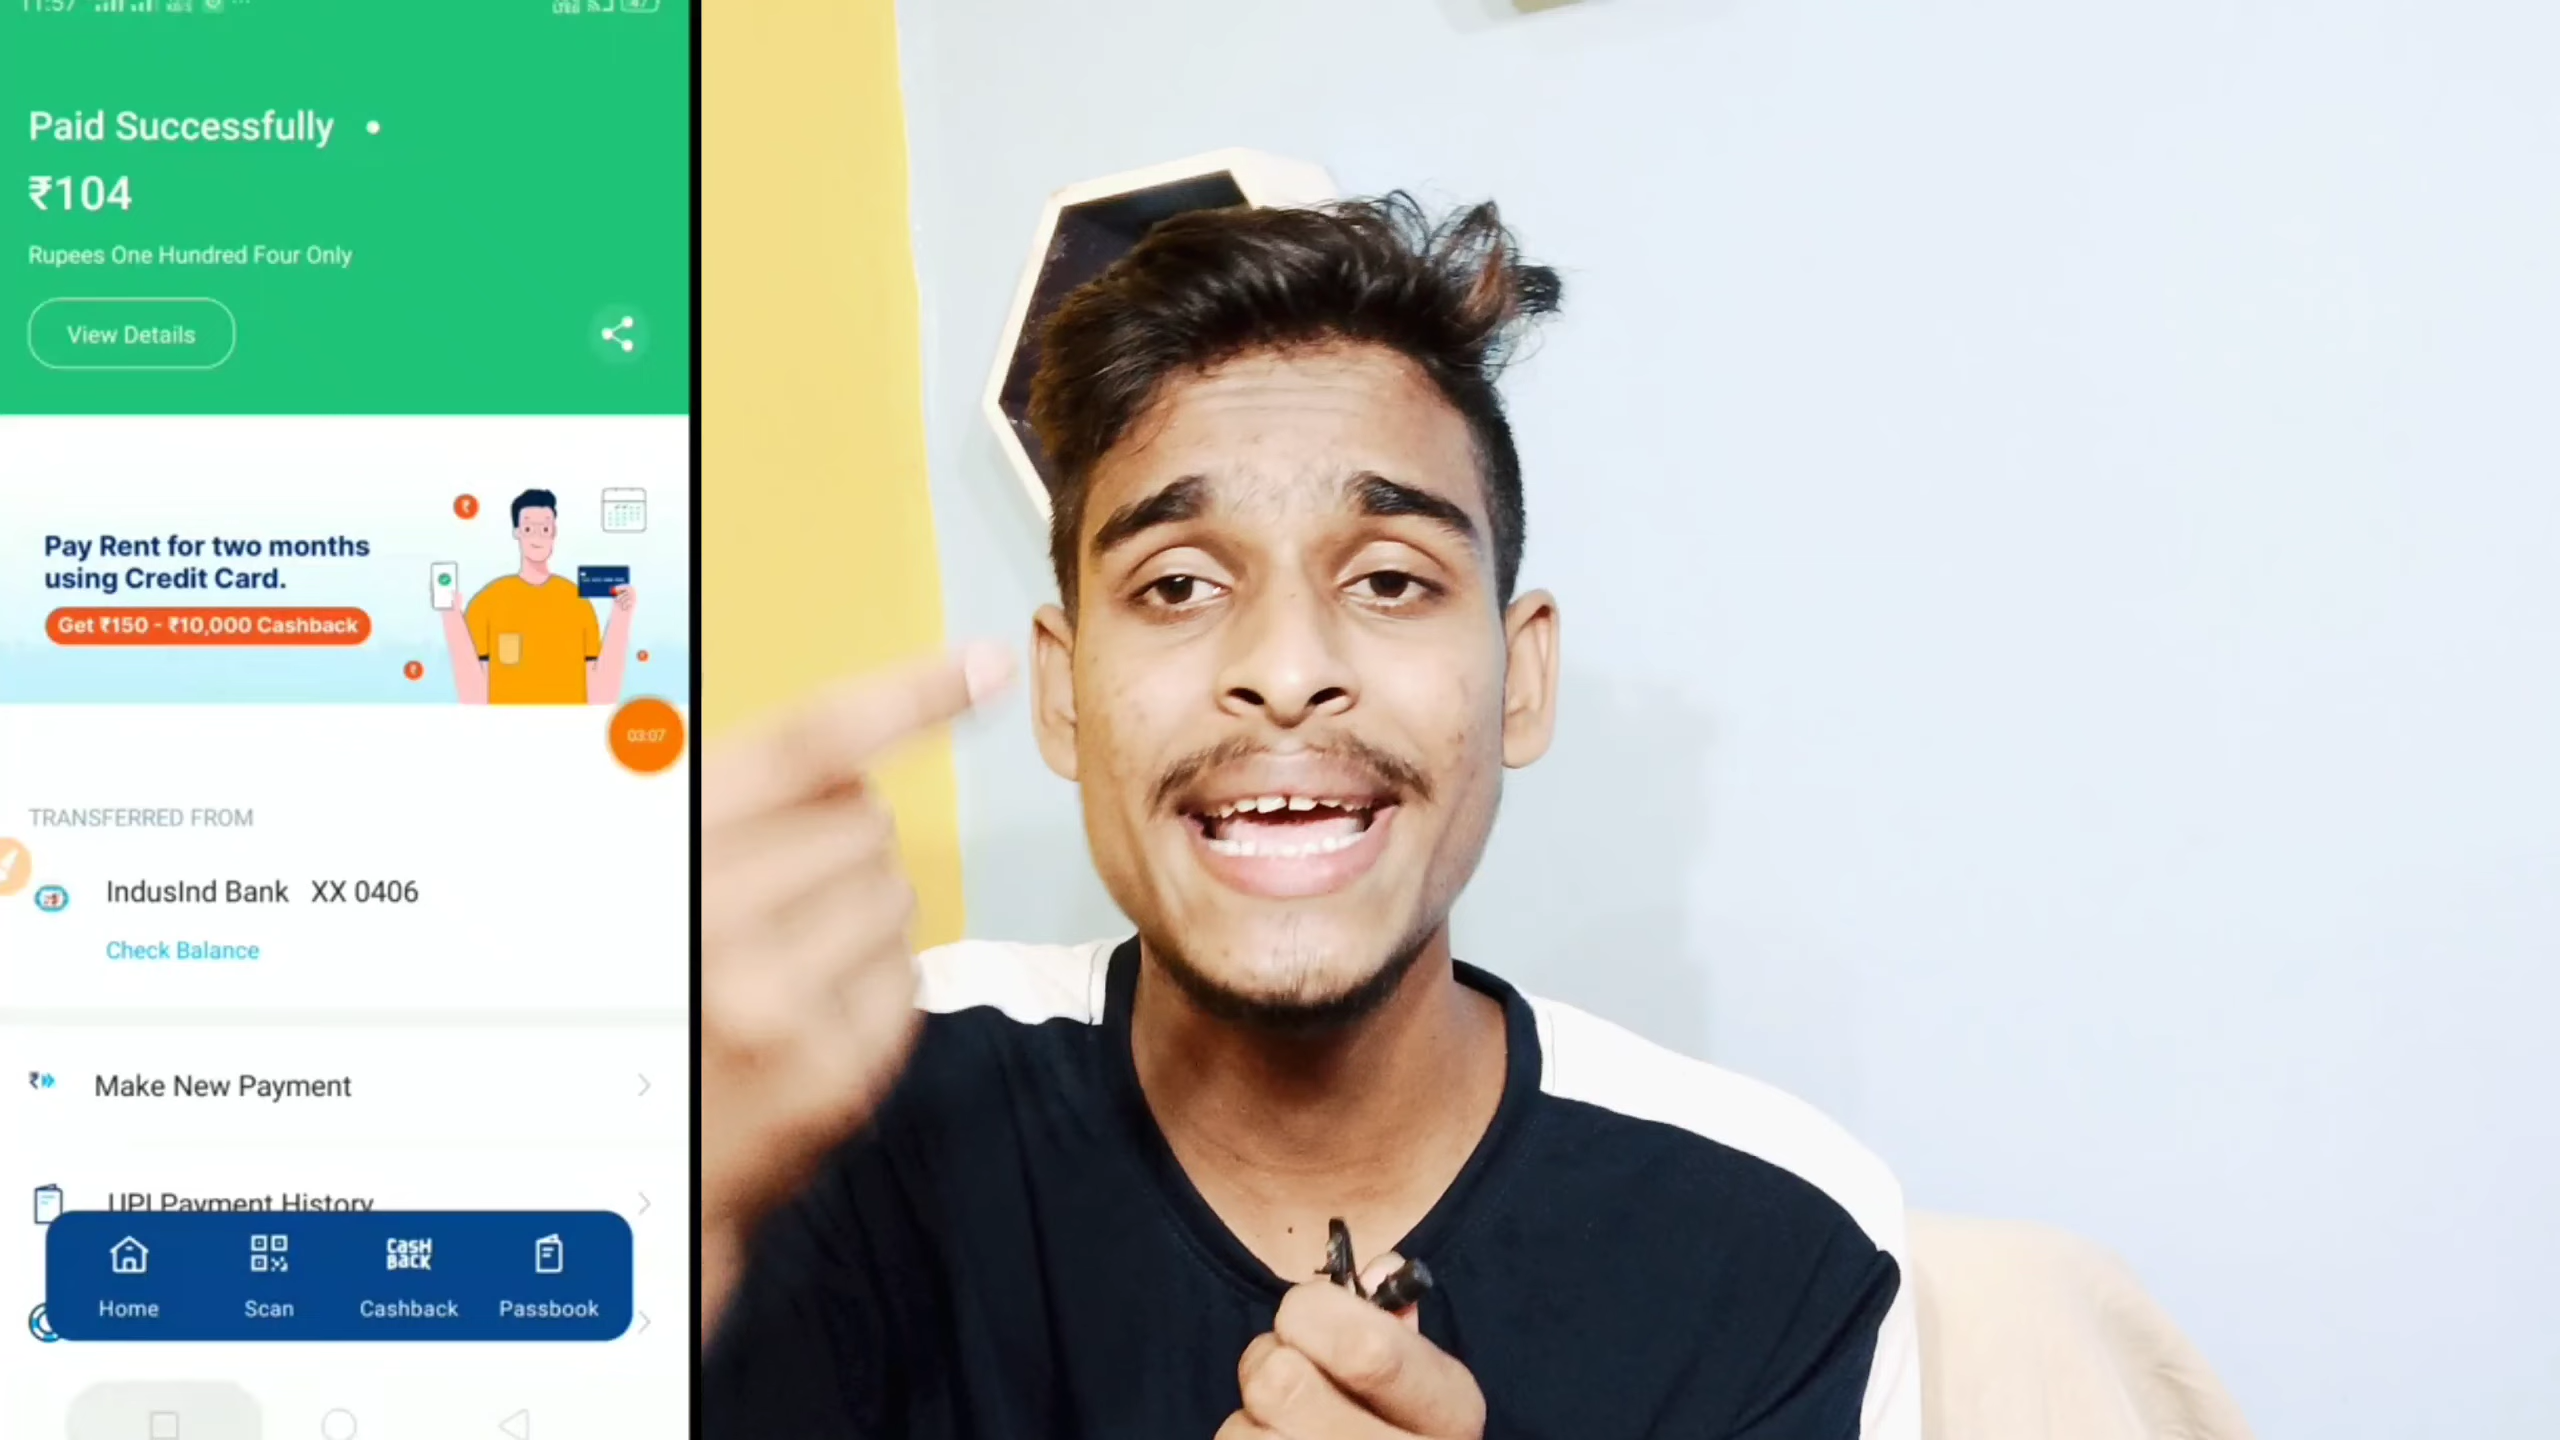 11:57
Paid Successfully
₹104
Rupees One Hundred Four Only
View Details
Pay Rent for two months
using Credit Card.
Get ₹150 - ₹10,000 Cashback
03:07
TRANSFERRED FROM
IndusInd Bank XX 0406
Check Balance
Make New Payment
UPI Payment History
CASH
BACK
Home
Scan
Cashback
Passbook